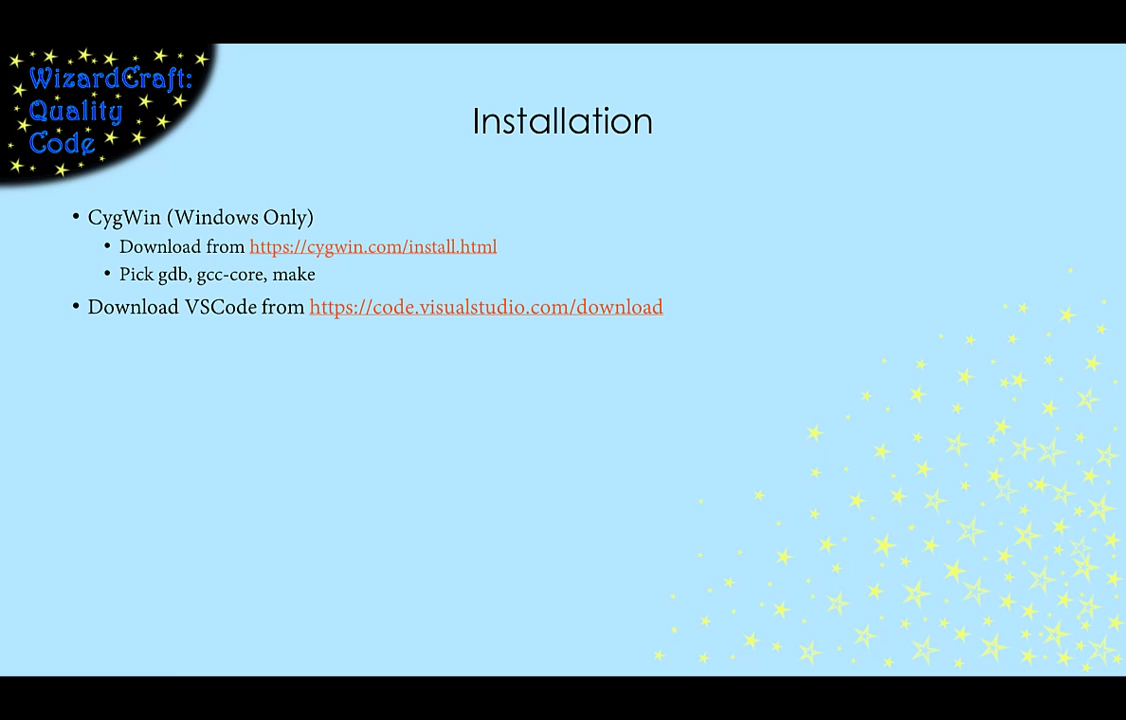 WizardCraft:
Quality
Code
Installation
• CygWin (Windows Only)
• Download from https://cygwin.com/install.html
• Pick gdb, gcc-core, make
• Download VSCode from https://code.visualstudio.com/download